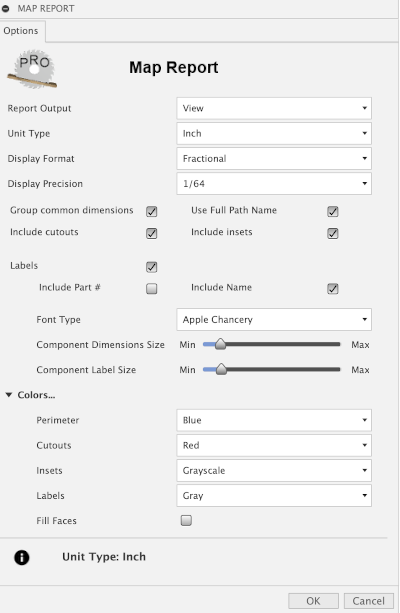 MAP REPORT
Options
PRO
Map Report
Report Output View
Unit Type Inch
Display Format Fractional
Display Precision 1/64
Group common dimensions Use Full Path Name
Include cutouts Include insets
Labels
Include Part # Include Name
Font Type Apple Chancery
Component Dimensions Size Min Max
Component Label Size Min Max
Colors...
Perimeter Blue
Cutouts Red
Insets Grayscale
Labels Gray
Fill Faces
Unit Type: Inch
OK Cancel